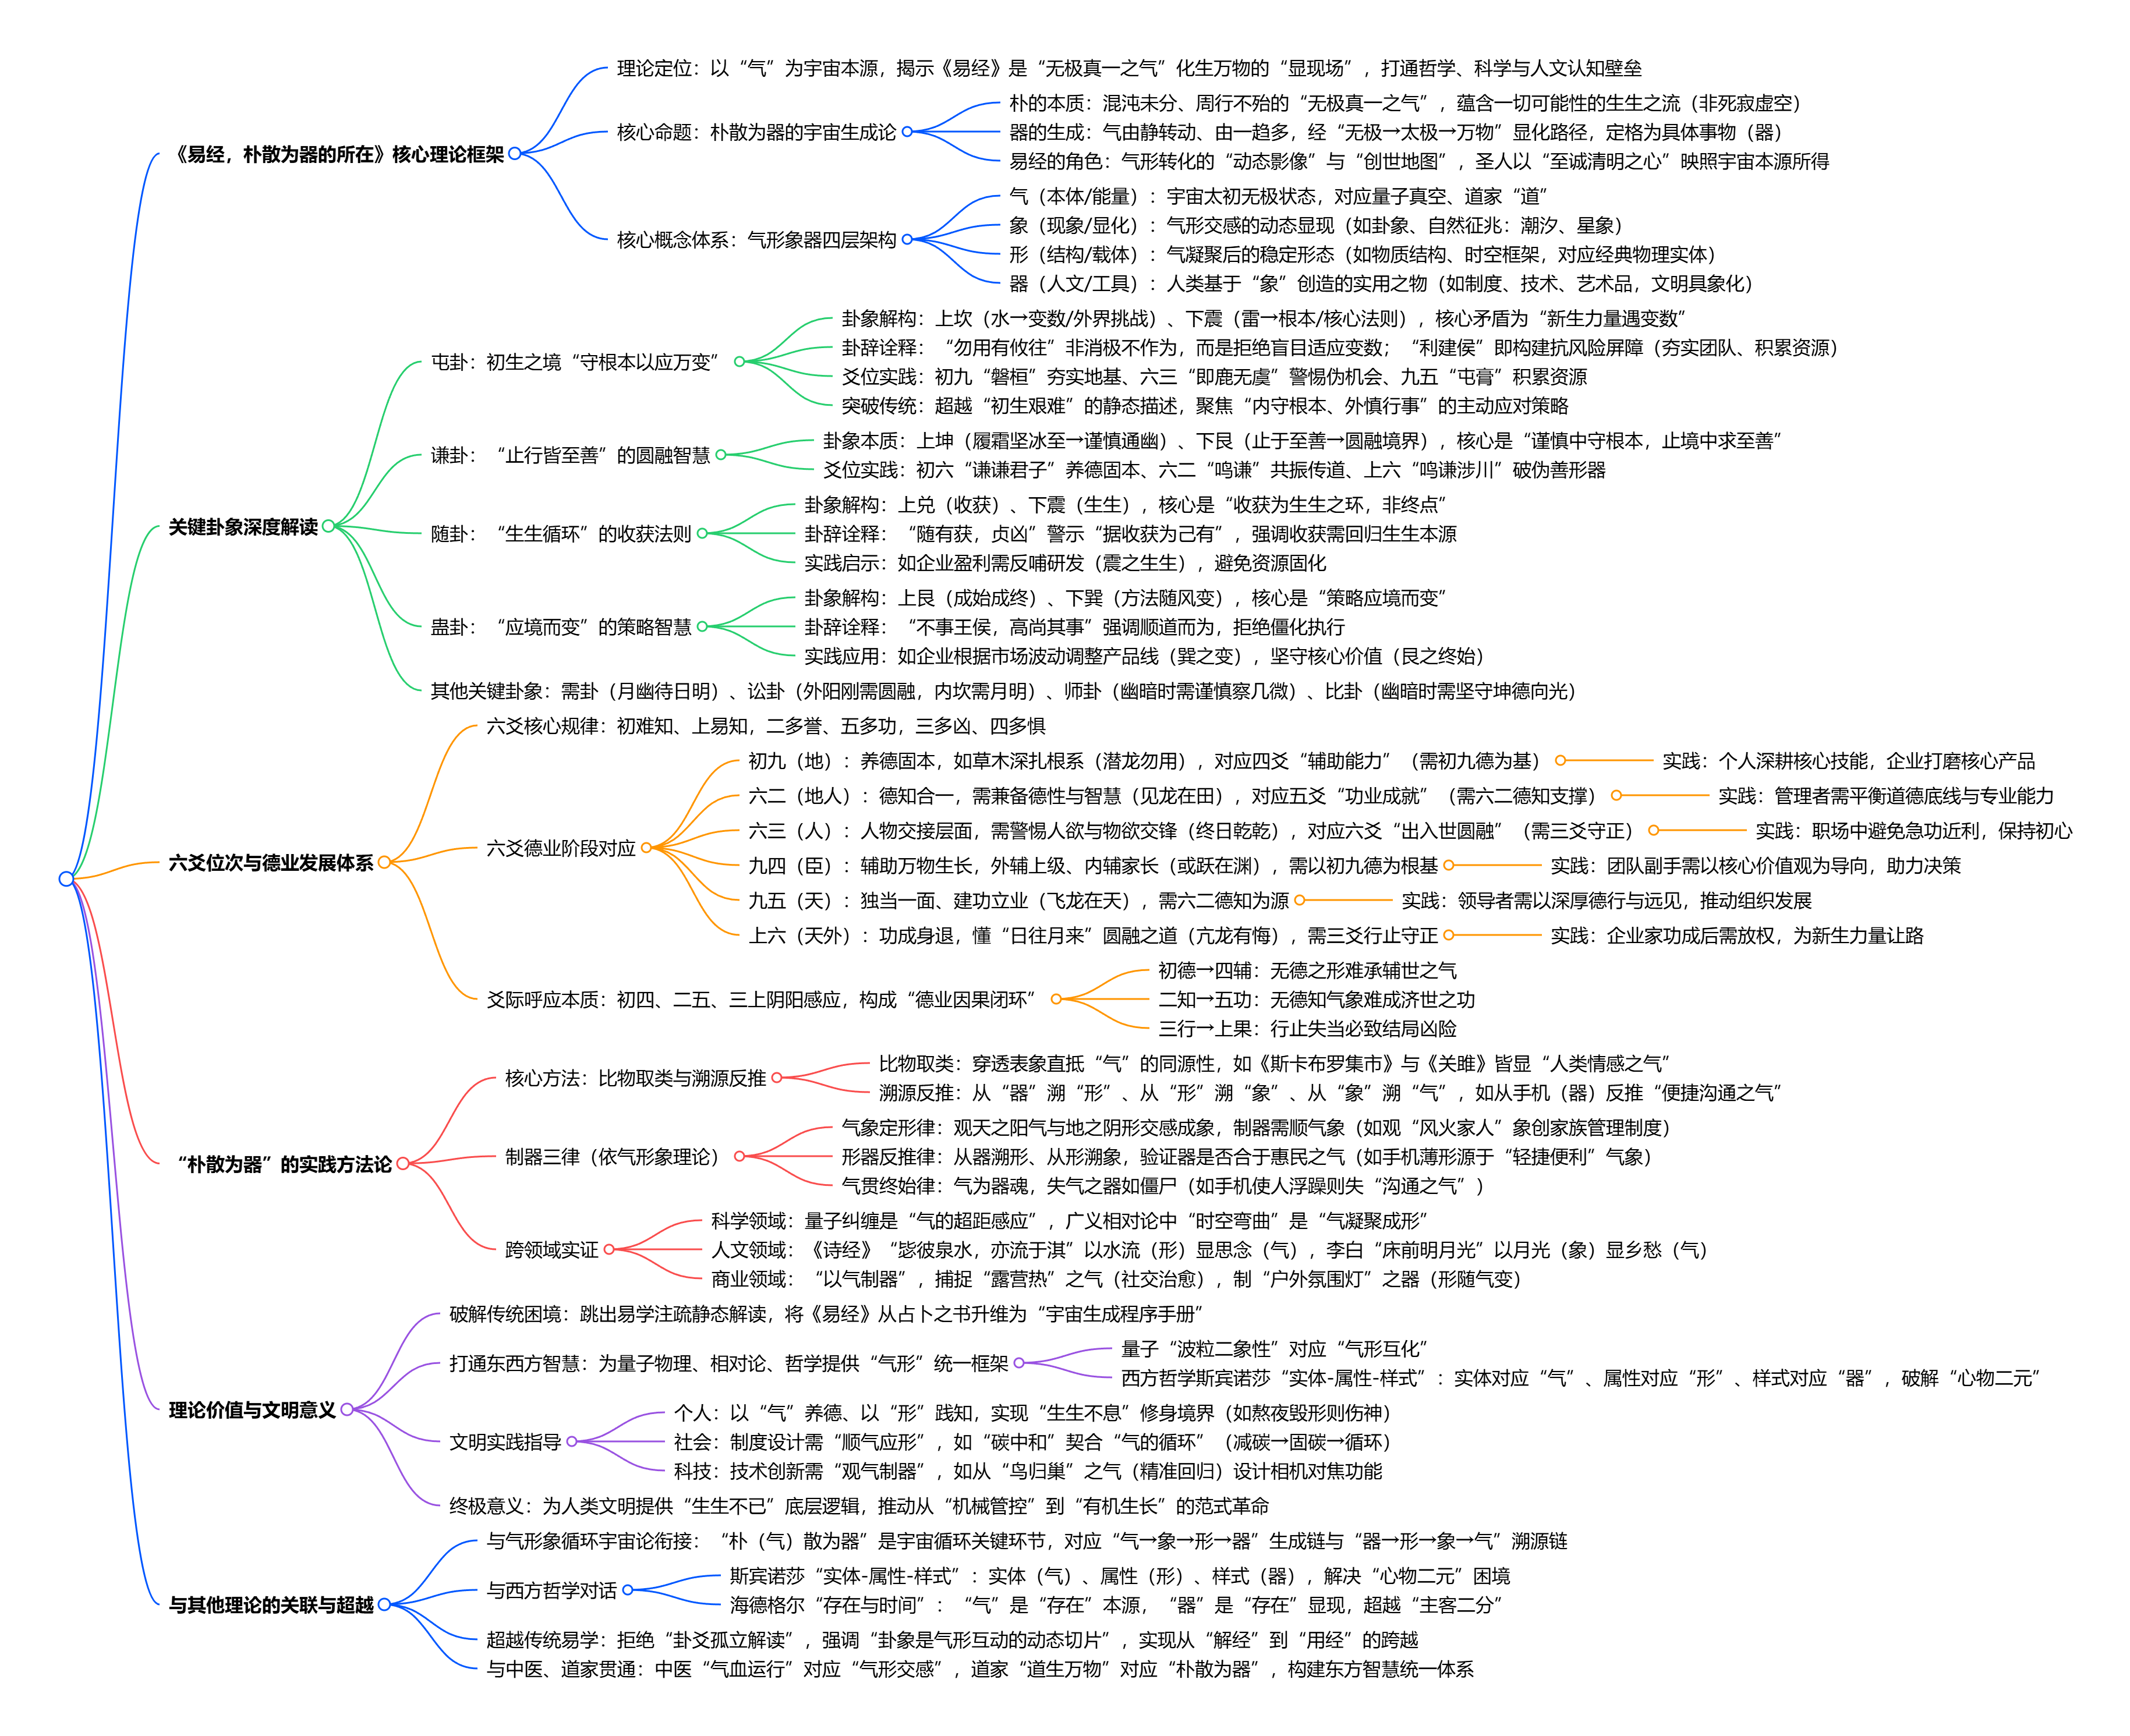 《易经，朴散为器的所在》核心理论框架
理论定位：以“气”为宇宙本源，揭示《易经》是“无极真一之气”化生万物的“显现场”，打通哲学、科学与人文认知壁垒
核心命题：朴散为器的宇宙生成论
朴的本质：混沌未分、周行不殆的“无极真一之气”，蕴含一切可能性的生生之流（非死寂虚空）
器的生成：气由静转动、由一趋多，经“无极→太极→万物”显化路径，定格为具体事物（器）
易经的角色：气形转化的“动态影像”与“创世地图”，圣人以“至诚清明之心”映照宇宙本源所得
核心概念体系：气形象器四层架构
气（本体/能量）：宇宙太初无极状态，对应量子真空、道家“道”
象（现象/显化）：气形交感的动态显现（如卦象、自然征兆：潮汐、星象）
形（结构/载体）：气凝聚后的稳定形态（如物质结构、时空框架，对应经典物理实体）
器（人文/工具）：人类基于“象”创造的实用之物（如制度、技术、艺术品，文明具象化）
关键卦象深度解读
屯卦：初生之境“守根本以应万变”
卦象解构：上坎（水→变数/外界挑战）、下震（雷→根本/核心法则），核心矛盾为“新生力量遇变数”
卦辞诠释：“勿用有攸往”非消极不作为，而是拒绝盲目适应变数；“利建侯”即构建抗风险屏障（夯实团队、积累资源）
爻位实践：初九“磐桓”夯实地基、六三“即鹿无虞”警惕伪机会、九五“屯膏”积累资源
突破传统：超越“初生艰难”的静态描述，聚焦“内守根本、外慎行事”的主动应对策略
谦卦：“止行皆至善”的圆融智慧
卦象本质：上坤（履霜坚冰至→谨慎通幽）、下艮（止于至善→圆融境界），核心是“谨慎中守根本，止境中求至善”
爻位实践：初六“谦谦君子”养德固本、六二“鸣谦”共振传道、上六“鸣谦涉川”破伪善形器
随卦：“生生循环”的收获法则
卦象解构：上兑（收获）、下震（生生），核心是“收获为生生之环，非终点”
卦辞诠释：“随有获，贞凶”警示“据收获为己有”，强调收获需回归生生本源
实践启示：如企业盈利需反哺研发（震之生生），避免资源固化
蛊卦：“应境而变”的策略智慧
卦象解构：上艮（成始成终）、下巽（方法随风变），核心是“策略应境而变”
卦辞诠释：“不事王侯，高尚其事”强调顺道而为，拒绝僵化执行
实践应用：如企业根据市场波动调整产品线（巽之变），坚守核心价值（艮之终始）
其他关键卦象：需卦（月幽待日明）、讼卦（外阳刚需圆融，内坎需月明）、师卦（幽暗时需谨慎察几微）、比卦（幽暗时需坚守坤德向光）
六爻位次与德业发展体系
六爻核心规律：初难知、上易知，二多誉、五多功，三多凶、四多惧
六爻德业阶段对应
初九（地）：养德固本，如草木深扎根系（潜龙勿用），对应四爻“辅助能力”（需初九德为基）
实践：个人深耕核心技能，企业打磨核心产品
六二（地人）：德知合一，需兼备德性与智慧（见龙在田），对应五爻“功业成就”（需六二德知支撑）
实践：管理者需平衡道德底线与专业能力
六三（人）：人物交接层面，需警惕人欲与物欲交锋（终日乾乾），对应六爻“出入世圆融”（需三爻守正）
实践：职场中避免急功近利，保持初心
九四（臣）：辅助万物生长，外辅上级、内辅家长（或跃在渊），需以初九德为根基
实践：团队副手需以核心价值观为导向，助力决策
九五（天）：独当一面、建功立业（飞龙在天），需六二德知为源
实践：领导者需以深厚德行与远见，推动组织发展
上六（天外）：功成身退，懂“日往月来”圆融之道（亢龙有悔），需三爻行止守正
实践：企业家功成后需放权，为新生力量让路
爻际呼应本质：初四、二五、三上阴阳感应，构成“德业因果闭环”
初德→四辅：无德之形难承辅世之气
二知→五功：无德知气象难成济世之功
三行→上果：行止失当必致结局凶险
“朴散为器”的实践方法论
核心方法：比物取类与溯源反推
比物取类：穿透表象直抵“气”的同源性，如《斯卡布罗集市》与《关雎》皆显“人类情感之气”
溯源反推：从“器”溯“形”、从“形”溯“象”、从“象”溯“气”，如从手机（器）反推“便捷沟通之气”
制器三律（依气形象理论）
气象定形律：观天之阳气与地之阴形交感成象，制器需顺气象（如观“风火家人”象创家族管理制度）
形器反推律：从器溯形、从形溯象，验证器是否合于惠民之气（如手机薄形源于“轻捷便利”气象）
气贯终始律：气为器魂，失气之器如僵尸（如手机使人浮躁则失“沟通之气”）
跨领域实证
科学领域：量子纠缠是“气的超距感应”，广义相对论中“时空弯曲”是“气凝聚成形”
人文领域：《诗经》“毖彼泉水，亦流于淇”以水流（形）显思念（气），李白“床前明月光”以月光（象）显乡愁（气）
商业领域：“以气制器”，捕捉“露营热”之气（社交治愈），制“户外氛围灯”之器（形随气变）
理论价值与文明意义
破解传统困境：跳出易学注疏静态解读，将《易经》从占卜之书升维为“宇宙生成程序手册”
打通东西方智慧：为量子物理、相对论、哲学提供“气形”统一框架
量子“波粒二象性”对应“气形互化”
西方哲学斯宾诺莎“实体-属性-样式”：实体对应“气”、属性对应“形”、样式对应“器”，破解“心物二元”
文明实践指导
个人：以“气”养德、以“形”践知，实现“生生不息”修身境界（如熬夜毁形则伤神）
社会：制度设计需“顺气应形”，如“碳中和”契合“气的循环”（减碳→固碳→循环）
科技：技术创新需“观气制器”，如从“鸟归巢”之气（精准回归）设计相机对焦功能
终极意义：为人类文明提供“生生不已”底层逻辑，推动从“机械管控”到“有机生长”的范式革命
与其他理论的关联与超越
与气形象循环宇宙论衔接：“朴（气）散为器”是宇宙循环关键环节，对应“气→象→形→器”生成链与“器→形→象→气”溯源链
与西方哲学对话
斯宾诺莎“实体-属性-样式”：实体（气）、属性（形）、样式（器），解决“心物二元”困境
海德格尔“存在与时间”：“气”是“存在”本源，“器”是“存在”显现，超越“主客二分”
超越传统易学：拒绝“卦爻孤立解读”，强调“卦象是气形互动的动态切片”，实现从“解经”到“用经”的跨越
与中医、道家贯通：中医“气血运行”对应“气形交感”，道家“道生万物”对应“朴散为器”，构建东方智慧统一体系